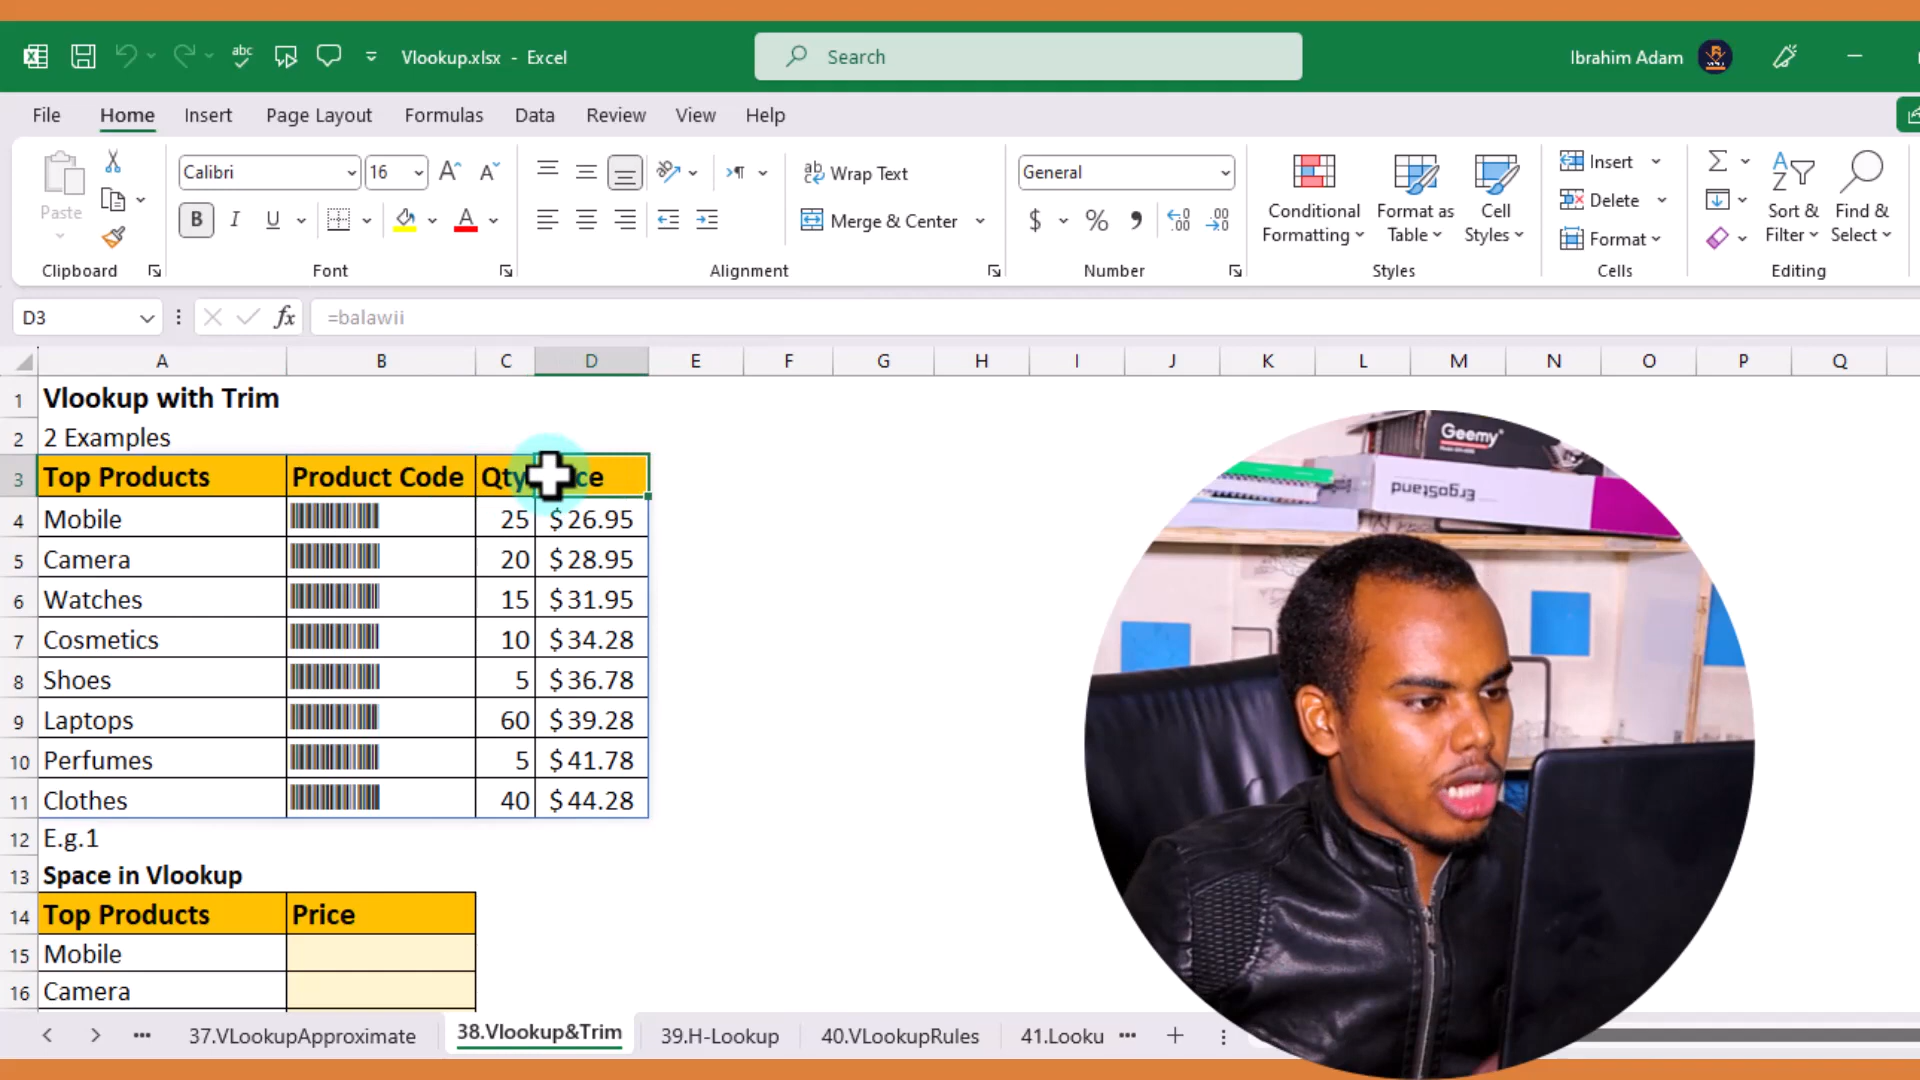 Vlookup.xlsx - Excel
Search
Ibrahim Adam
File Home Insert Page Layout Formulas Data Review View Help
Paste
Calibri 16
B I U
Wrap Text
Merge & Center
General
$ %
Conditional Formatting
Format as Table
Cell Styles
Insert
Delete
Format
Sort & Filter
Find & Select
Clipboard Font Alignment Number Styles Cells Editing
D3 fx =balawii
A B C D E F G H I J K L M N O P Q
1 Vlookup with Trim
2 2 Examples
3 Top Products Product Code Qty
4 Mobile 25 $26.95
5 Camera 20 $28.95
6 Watches 15 $31.95
7 Cosmetics 10 $34.28
8 Shoes 5 $36.78
9 Laptops 60 $39.28
10 Perfumes 5 $41.78
11 Clothes 40 $44.28
12 E.g.1
13 Space in Vlookup
14 Top Products Price
15 Mobile
16 Camera
37.VLookupApproximate 38.Vlookup&Trim 39.H-Lookup 40.VLookupRules 41.Looku
Geemy
ErgoStand